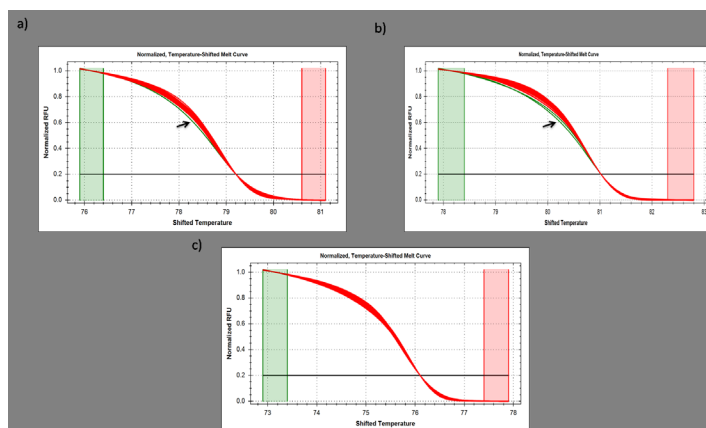 a)
Normalized, Temperature-Shifted Melt Curve
1.0
0.8
0.6
0.4
0.2
0.0
Normalized RFU
76 77 78 79 80 81
Shifted Temperature
b)
Normalized, Temperature-Shifted Melt Curve
1.0
0.8
0.6
0.4
0.2
0.0
Normalized RFU
78 79 80 81 82 83
Shifted Temperature
c)
Normalized, Temperature-Shifted Melt Curve
1.0
0.8
0.6
0.4
0.2
0.0
Normalized RFU
73 74 75 76 77 78
Shifted Temperature